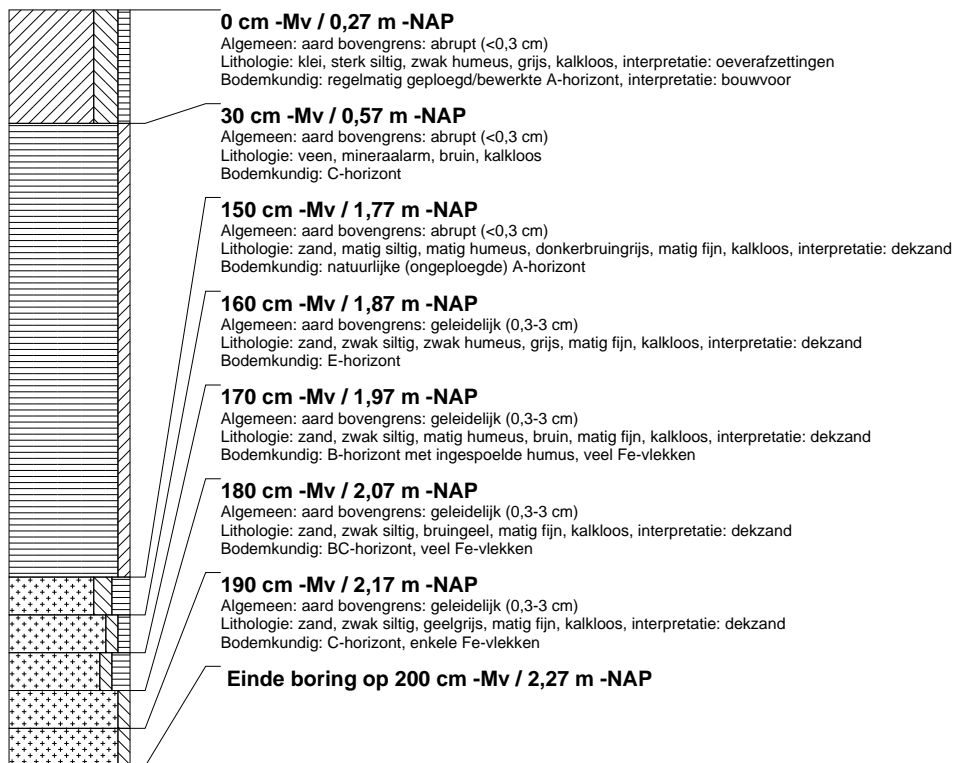 0 cm -Mv / 0,27 m -NAP
Algemeen: aard bovengrens: abrupt (<0,3 cm)
Lithologie: klei, sterk siltig, zwak humeus, grijs, kalkloos, interpretatie: oeverafzettingen
Bodemkundig: regelmatig geploegd/bewerkte A-horizont, interpretatie: bouwvoor
30 cm -Mv / 0,57 m -NAP
Algemeen: aard bovengrens: abrupt (<0,3 cm)
Lithologie: veen, mineraalarm, bruin, kalkloos
Bodemkundig: C-horizont
150 cm -Mv / 1,77 m -NAP
Algemeen: aard bovengrens: abrupt (<0,3 cm)
Lithologie: zand, matig siltig, matig humeus, donkerbruingrijs, matig fijn, kalkloos, interpretatie: dekzand
Bodemkundig: natuurlijke (ongeploegde) A-horizont
160 cm -Mv / 1,87 m -NAP
Algemeen: aard bovengrens: geleidelijk (0,3-3 cm)
Lithologie: zand, zwak siltig, zwak humeus, grijs, matig fijn, kalkloos, interpretatie: dekzand
Bodemkundig: E-horizont
170 cm -Mv / 1,97 m -NAP
Algemeen: aard bovengrens: geleidelijk (0,3-3 cm)
Lithologie: zand, zwak siltig, matig humeus, bruin, matig fijn, kalkloos, interpretatie: dekzand
Bodemkundig: B-horizont met ingespoelde humus, veel Fe-vlekken
180 cm -Mv / 2,07 m -NAP
Algemeen: aard bovengrens: geleidelijk (0,3-3 cm)
Lithologie: zand, zwak siltig, bruingeel, matig fijn, kalkloos, interpretatie: dekzand
Bodemkundig: BC-horizont, veel Fe-vlekken
190 cm -Mv / 2,17 m -NAP
Algemeen: aard bovengrens: geleidelijk (0,3-3 cm)
Lithologie: zand, zwak siltig, geelgrijs, matig fijn, kalkloos, interpretatie: dekzand
Bodemkundig: C-horizont, enkele Fe-vlekken
Einde boring op 200 cm -Mv / 2,27 m -NAP